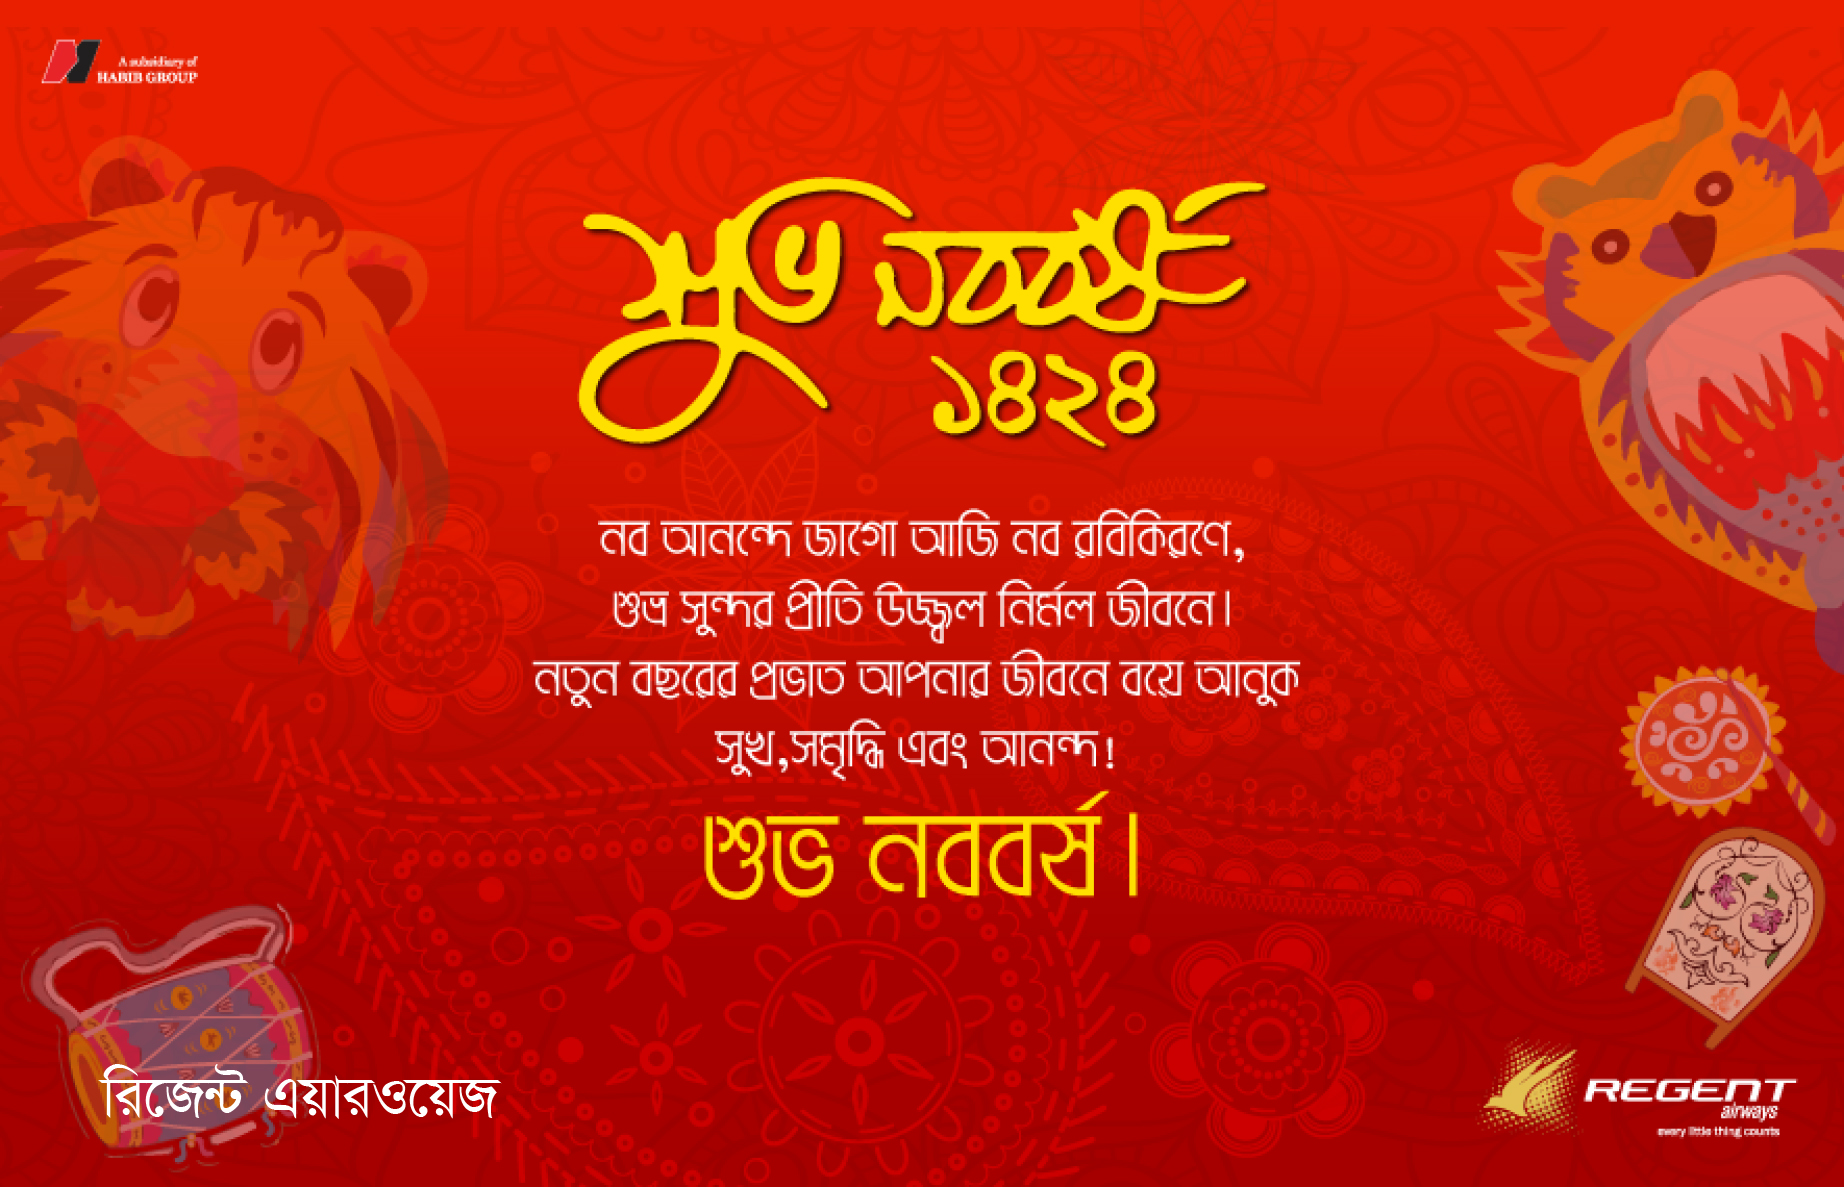 A subsidiary of
HABIB GROUP
শুভ নববর্ষ
১৪২৪
নব আনন্দে জাগো আজি নব রবিকিরণে,
শুভ্র সুন্দর প্রীতি উজ্জ্বল নির্মল জীবনে।
নতুন বছরের প্রভাত আপনার জীবনে বয়ে আনুক
সুখ,সমৃদ্ধি এবং আনন্দ!
শুভ নববর্ষ।
রিজেন্ট এয়ারওয়েজ
REGENT
airways
every little thing counts